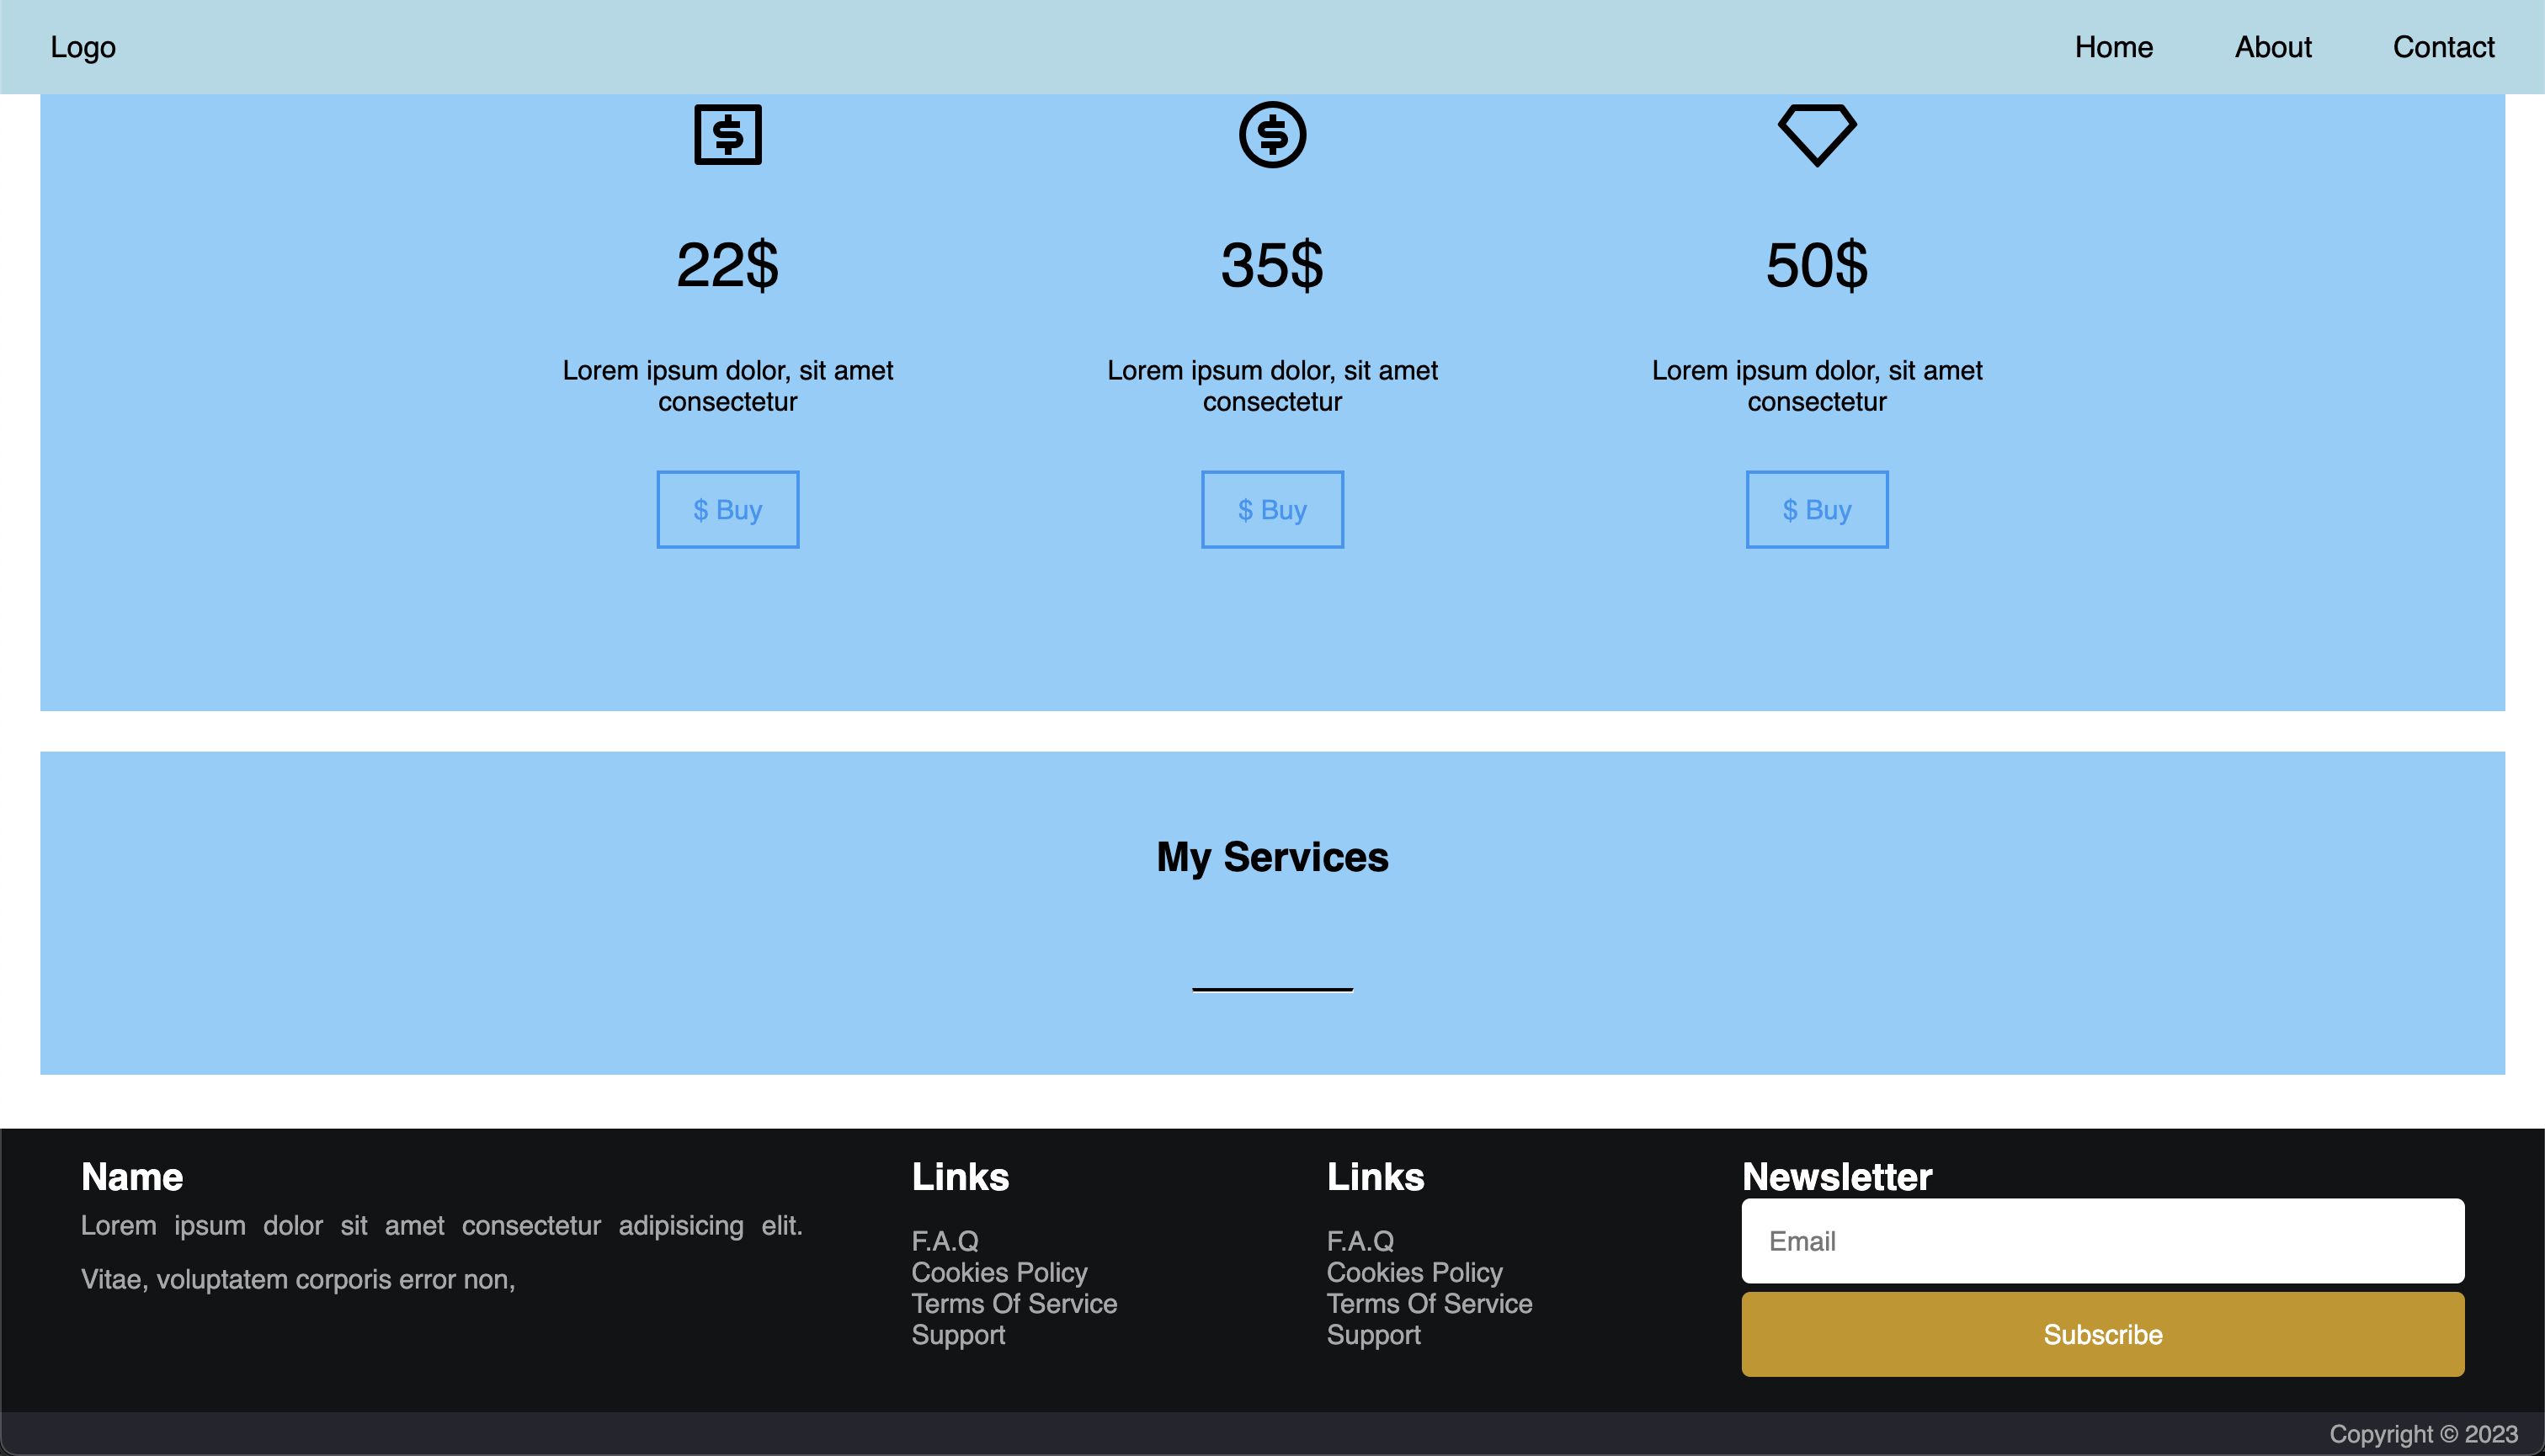 Logo Home About Contact
22$ 35$ 50$
Lorem ipsum dolor, sit amet
consectetur
Lorem ipsum dolor, sit amet
consectetur
Lorem ipsum dolor, sit amet
consectetur
$ Buy $ Buy $ Buy
My Services
Name
Lorem ipsum dolor sit amet consectetur adipisicing elit.
Vitae, voluptatem corporis error non,
Links
F.A.Q
Cookies Policy
Terms Of Service
Support
Links
F.A.Q
Cookies Policy
Terms Of Service
Support
Newsletter
Email
Subscribe
Copyright © 2023